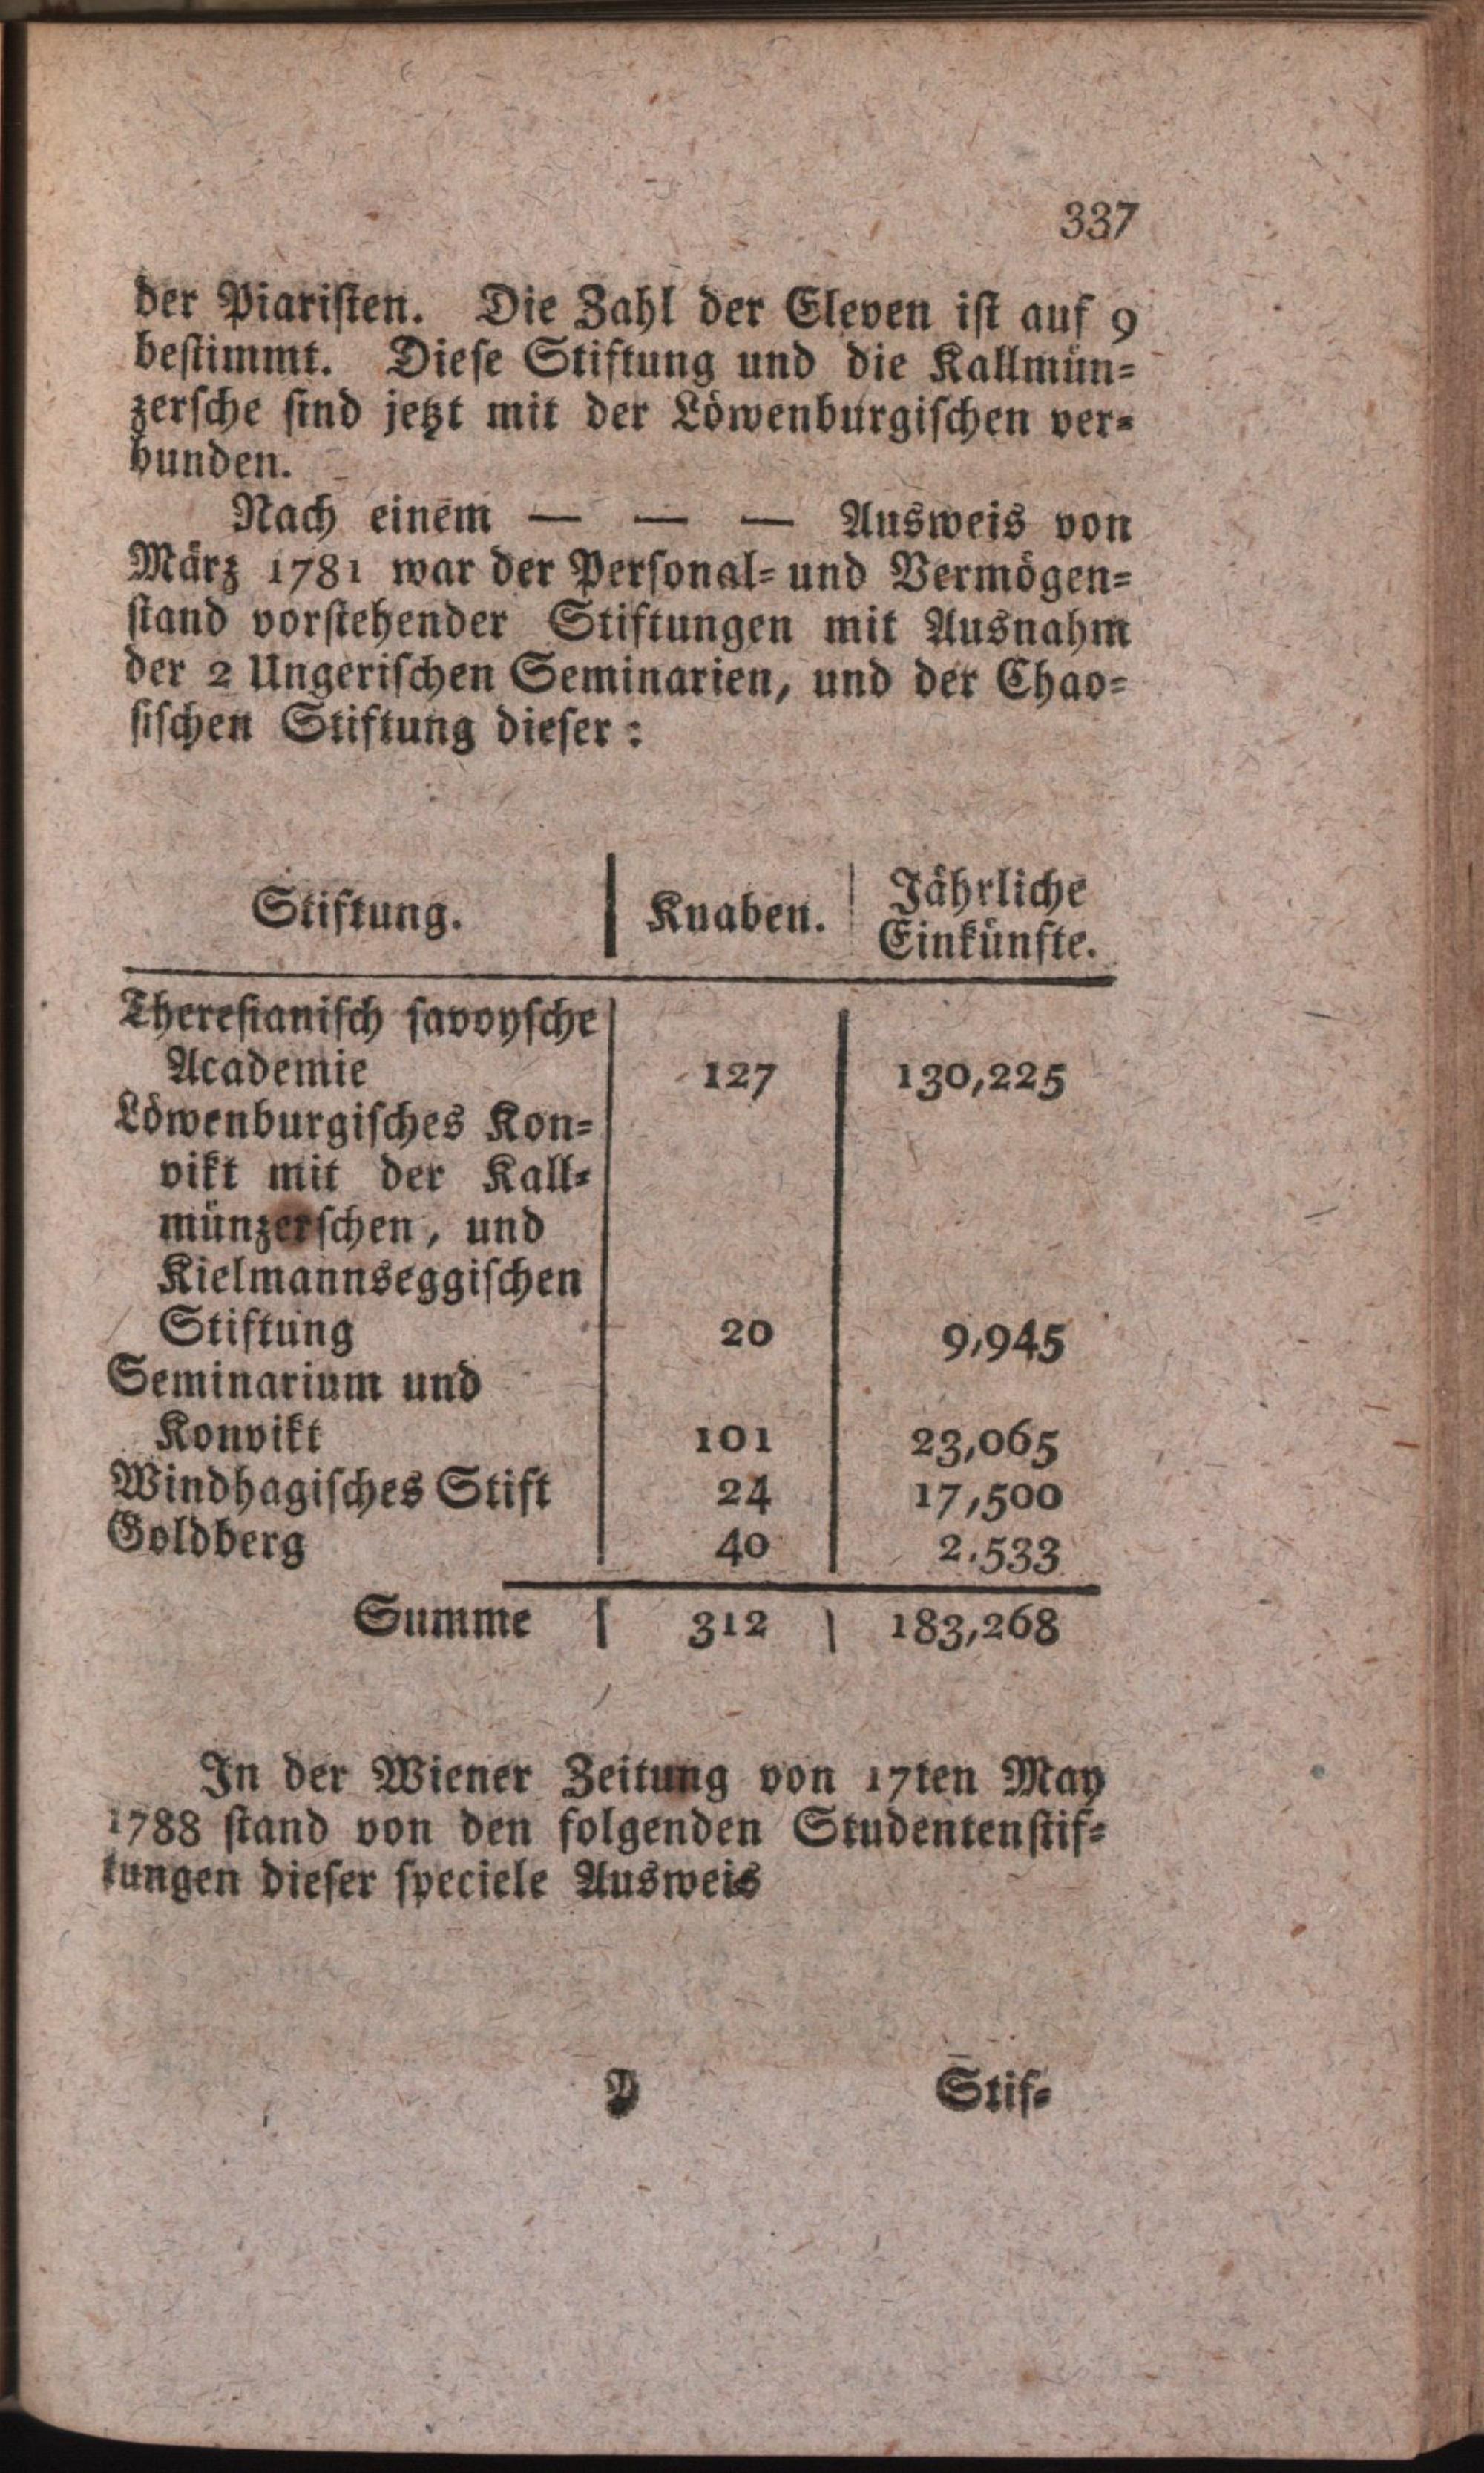 337
der Piaristen. Die Zahl der Eleven ist auf 9
bestimmt. Diese Stiftung und die Kallmün-
zersche sind jetzt mit der Löwenburgischen ver-
bunden.
Nach einem — — — Ausweis von
März 1781 war der Personal- und Vermögen-
stand vorstehender Stiftungen mit Ausnahm
der 2 Ungerischen Seminarien, und der Chao-
sischen Stiftung dieser:
Stiftung. | Knaben. | Jährliche
Einkünfte.
Theresianisch savoysche
Academie 127 130,225
Löwenburgisches Kon-
vikt mit der Kall-
münzerschen, und
Kielmannseggischen
Stiftung 20 9,945
Seminarium und
Konvikt 101 23,065
Windhagisches Stift 24 17,500
Goldberg 40 2.533
Summe | 312 | 183,268
In der Wiener Zeitung von 17ten May
1788 stand von den folgenden Studentenstif-
tungen dieser speciele Ausweis
Y Stif-